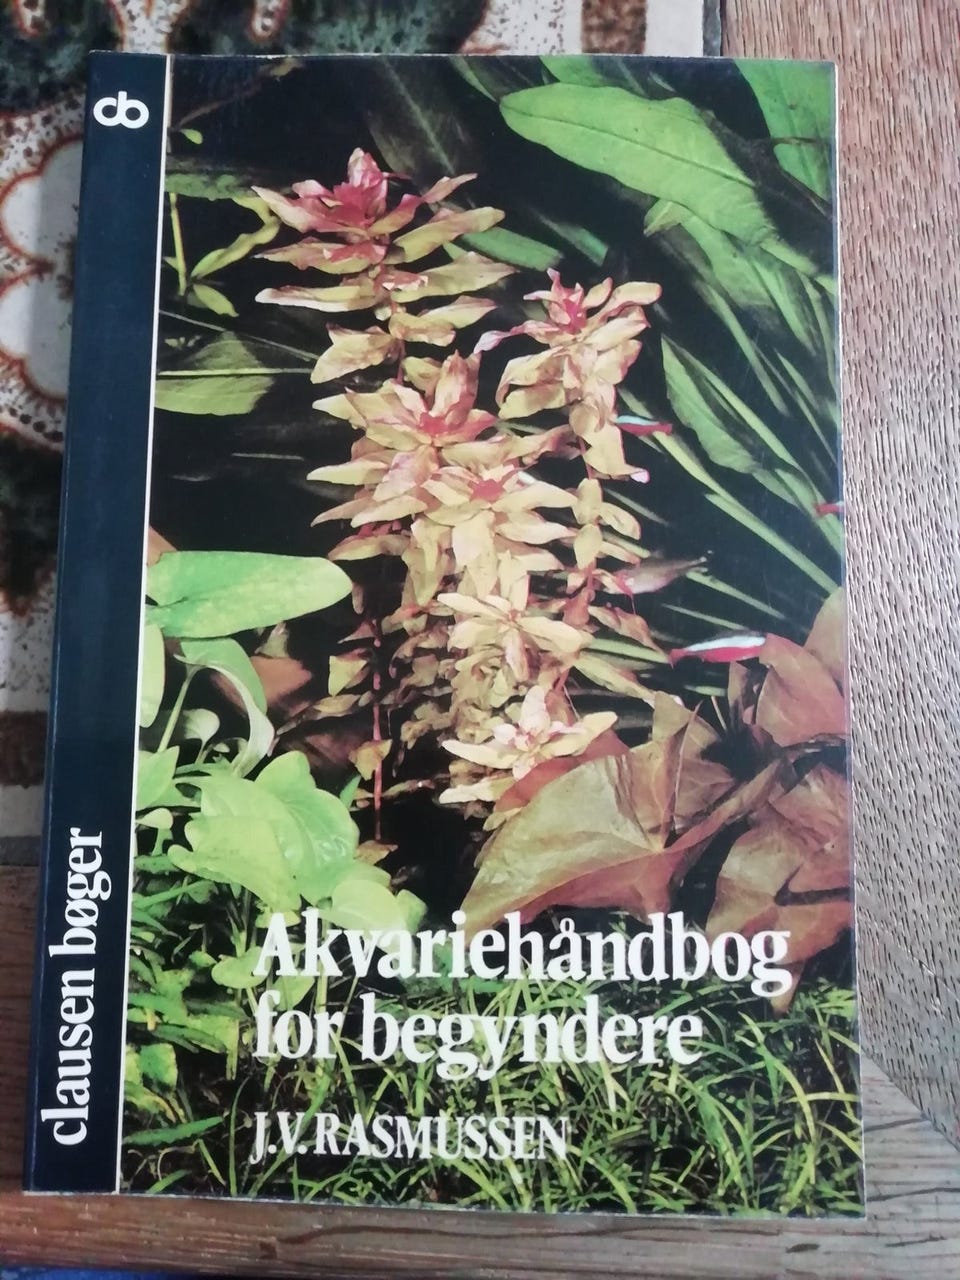 cb
clausen bøger
Akvariehåndbog
for begyndere
J.V. RASMUSSEN